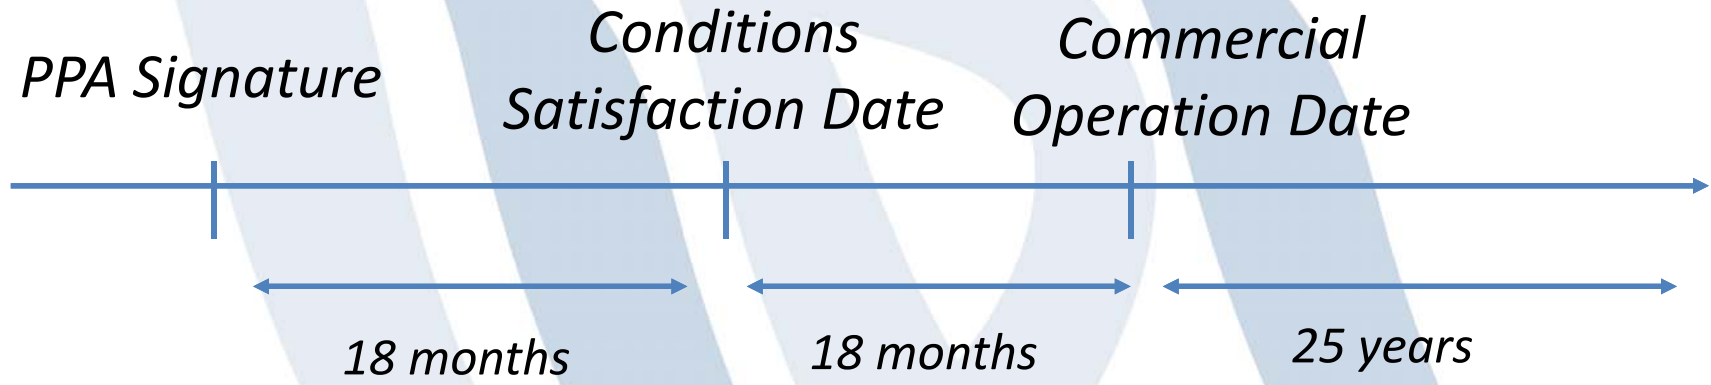 PPA Signature
Conditions
Satisfaction Date
Commercial
Operation Date
18 months
18 months
25 years